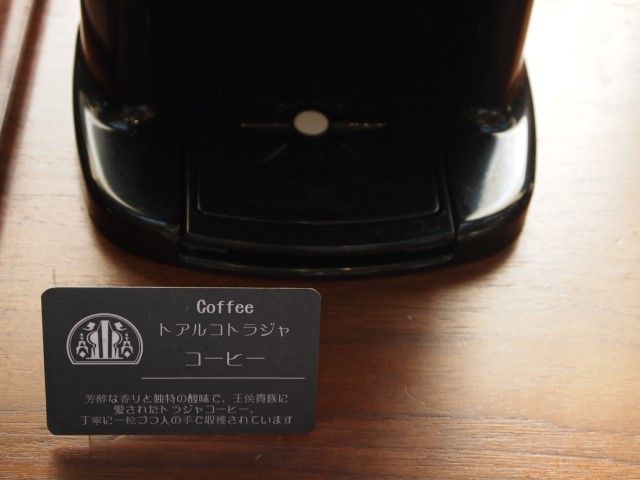 Coffee
トアルコトラジャ
コーヒー
芳醇な香りと独特の酸味で、王侯貴族に
愛されたトラジャコーヒー。
丁寧に一粒づつ人の手で収穫されています